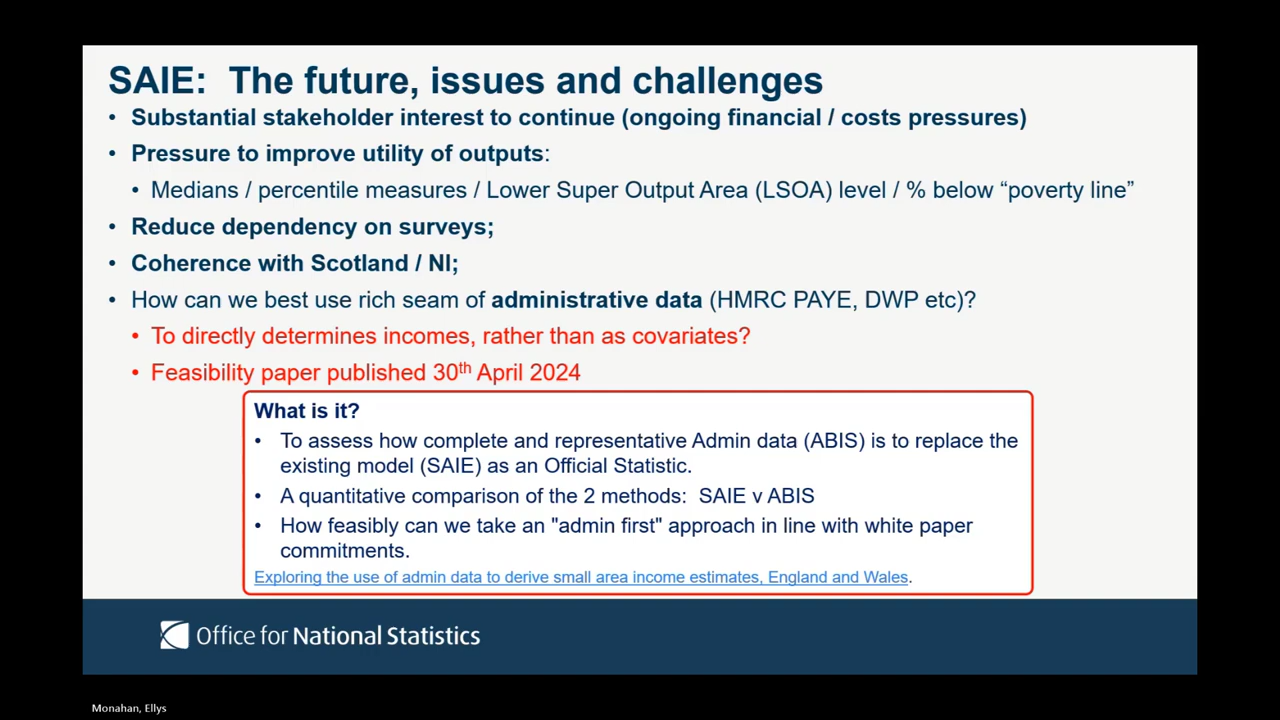 SAIE: The future, issues and challenges
• Substantial stakeholder interest to continue (ongoing financial / costs pressures)
• Pressure to improve utility of outputs:
• Medians / percentile measures / Lower Super Output Area (LSOA) level / % below “poverty line”
• Reduce dependency on surveys;
• Coherence with Scotland / NI;
• How can we best use rich seam of administrative data (HMRC PAYE, DWP etc)?
• To directly determines incomes, rather than as covariates?
• Feasibility paper published 30th April 2024
What is it?
• To assess how complete and representative Admin data (ABIS) is to replace the
existing model (SAIE) as an Official Statistic.
• A quantitative comparison of the 2 methods: SAIE v ABIS
• How feasibly can we take an "admin first" approach in line with white paper
commitments.
Exploring the use of admin data to derive small area income estimates, England and Wales.
Office for National Statistics
Monahan, Ellys